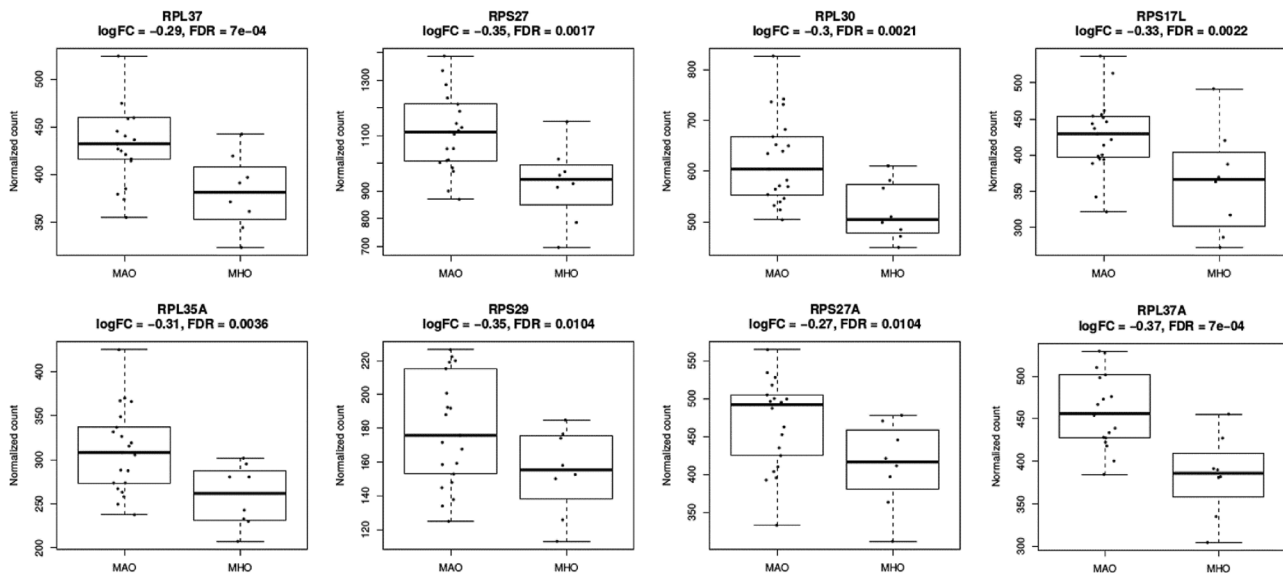 RPL37
logFC = −0.29, FDR = 7e−04
Normalized count
500
450
400
350
MAO
MHO
RPS27
logFC = −0.35, FDR = 0.0017
Normalized count
1300
1100
900
800
700
MAO
MHO
RPL30
logFC = −0.3, FDR = 0.0021
Normalized count
800
700
600
500
MAO
MHO
RPS17L
logFC = −0.33, FDR = 0.0022
Normalized count
500
450
400
350
300
MAO
MHO
RPL35A
logFC = −0.31, FDR = 0.0036
Normalized count
400
350
300
250
200
MAO
MHO
RPS29
logFC = −0.35, FDR = 0.0104
Normalized count
220
200
180
160
140
120
MAO
MHO
RPS27A
logFC = −0.27, FDR = 0.0104
Normalized count
550
500
450
400
350
MAO
MHO
RPL37A
logFC = −0.37, FDR = 7e−04
Normalized count
500
450
400
350
300
MAO
MHO